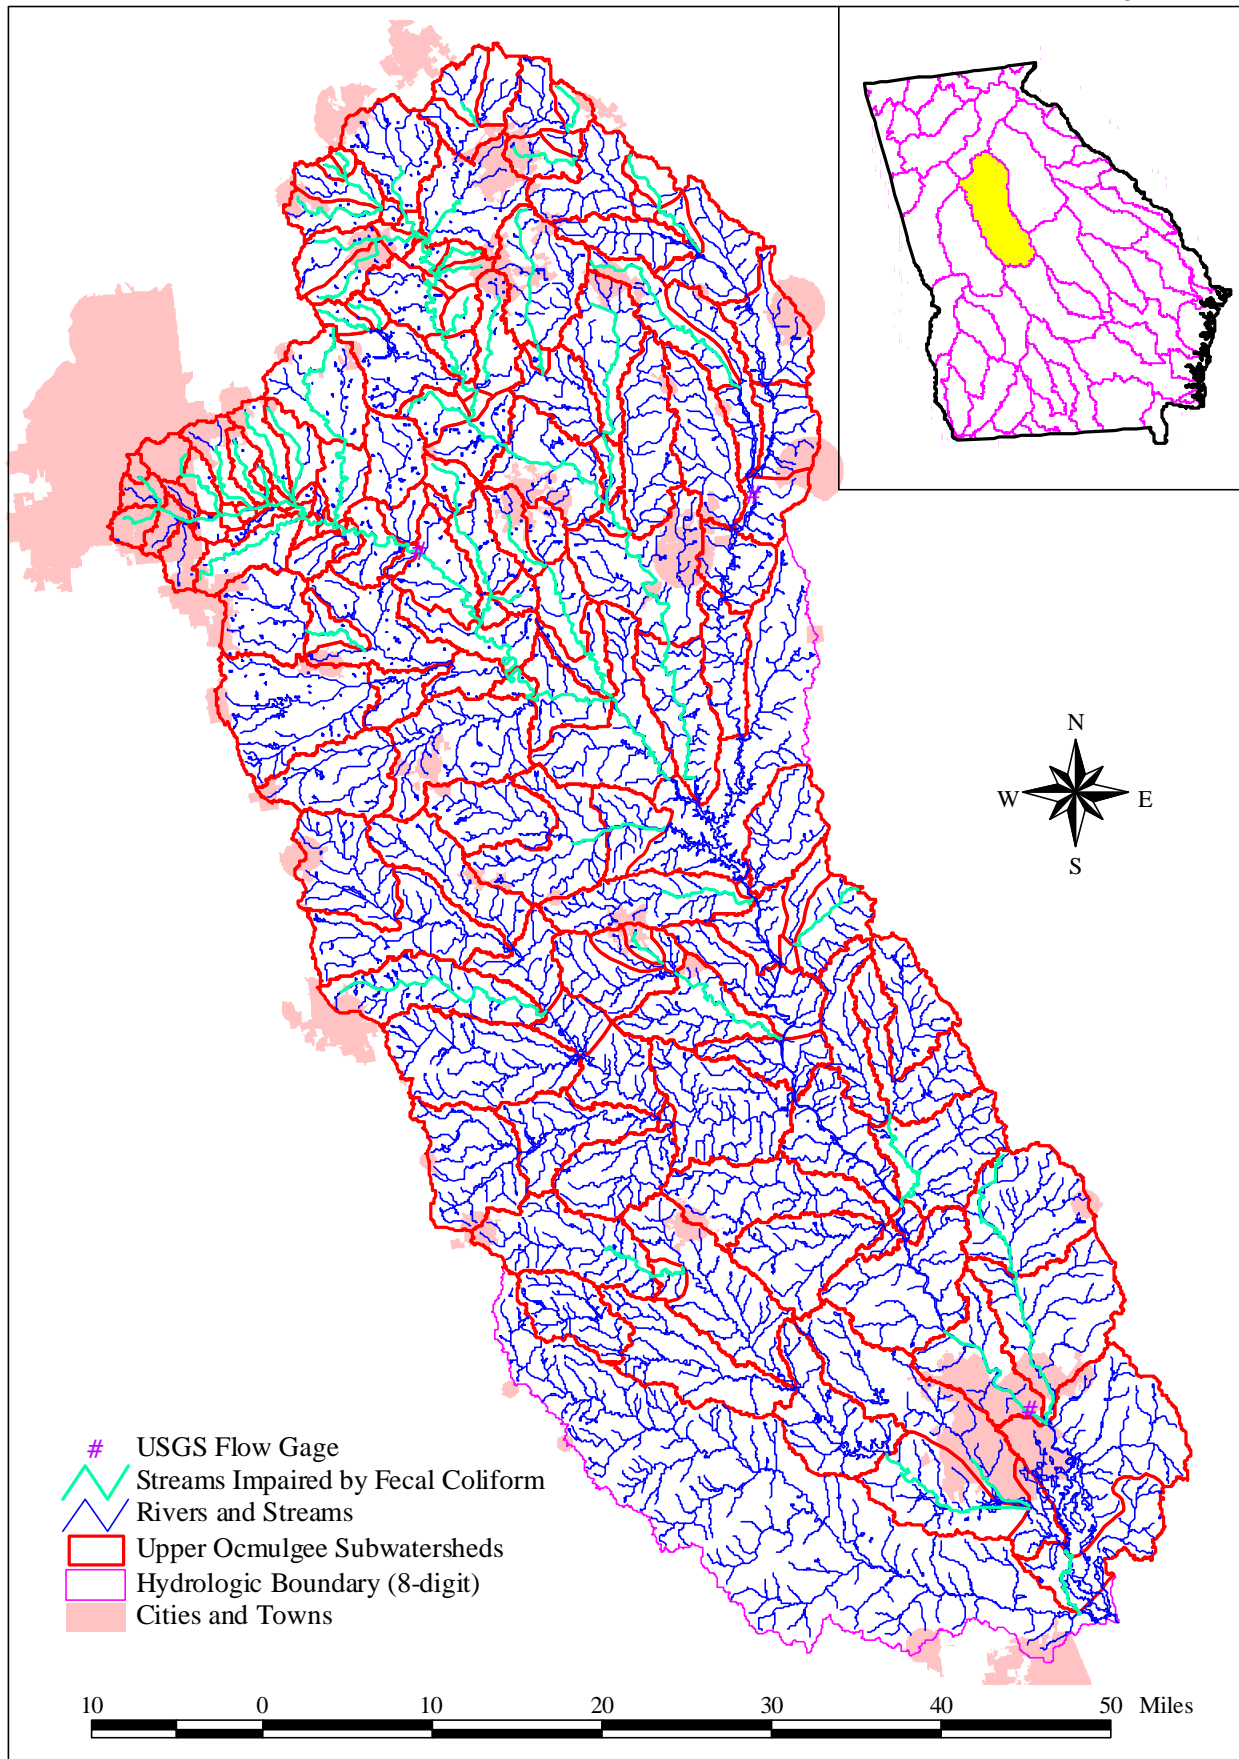 N
W E
S
# USGS Flow Gage
Streams Impaired by Fecal Coliform
Rivers and Streams
Upper Ocmulgee Subwatersheds
Hydrologic Boundary (8-digit)
Cities and Towns
10 0 10 20 30 40 50 Miles